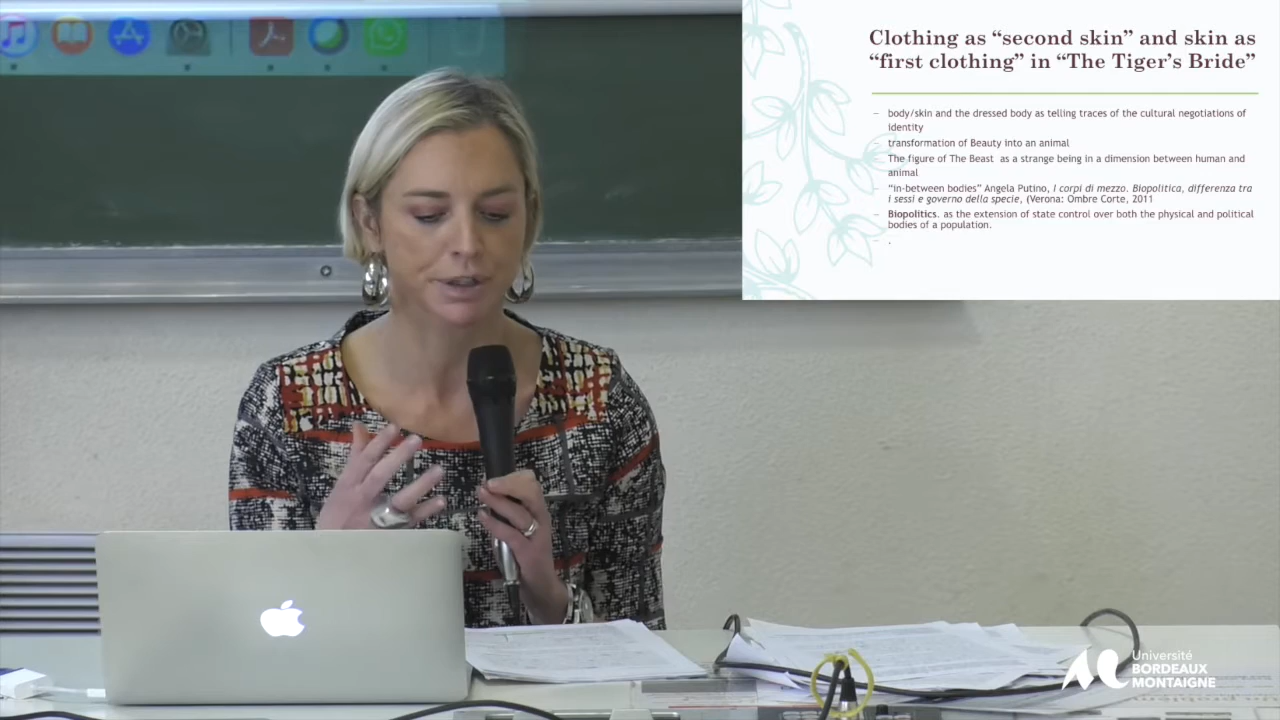 Clothing as “second skin” and skin as
“first clothing” in “The Tiger’s Bride”
– body/skin and the dressed body as telling traces of the cultural negotiations of
identity
– transformation of Beauty into an animal
– The figure of The Beast as a strange being in a dimension between human and
animal
– “in-between bodies” Angela Putino, I corpi di mezzo. Biopolitica, differenza tra
i sessi e governo della specie, (Verona: Ombre Corte, 2011
– Biopolitics. as the extension of state control over both the physical and political
bodies of a population.
– .
Université
BORDEAUX
MONTAIGNE